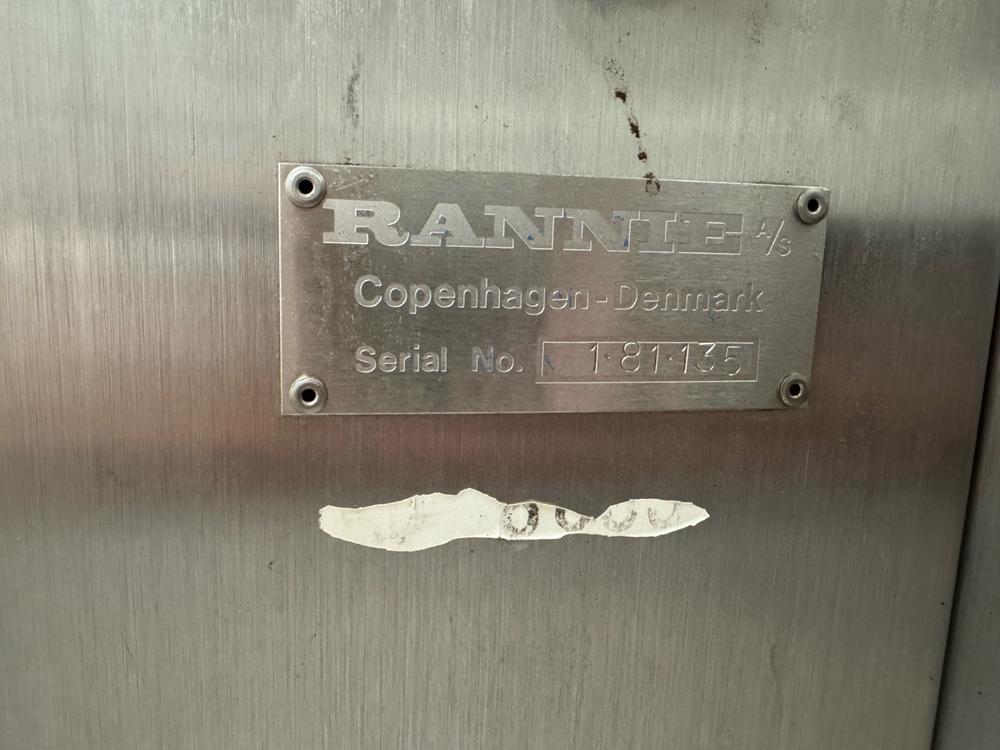 RANNIE A/S
Copenhagen-Denmark
Serial No. 1·81·135